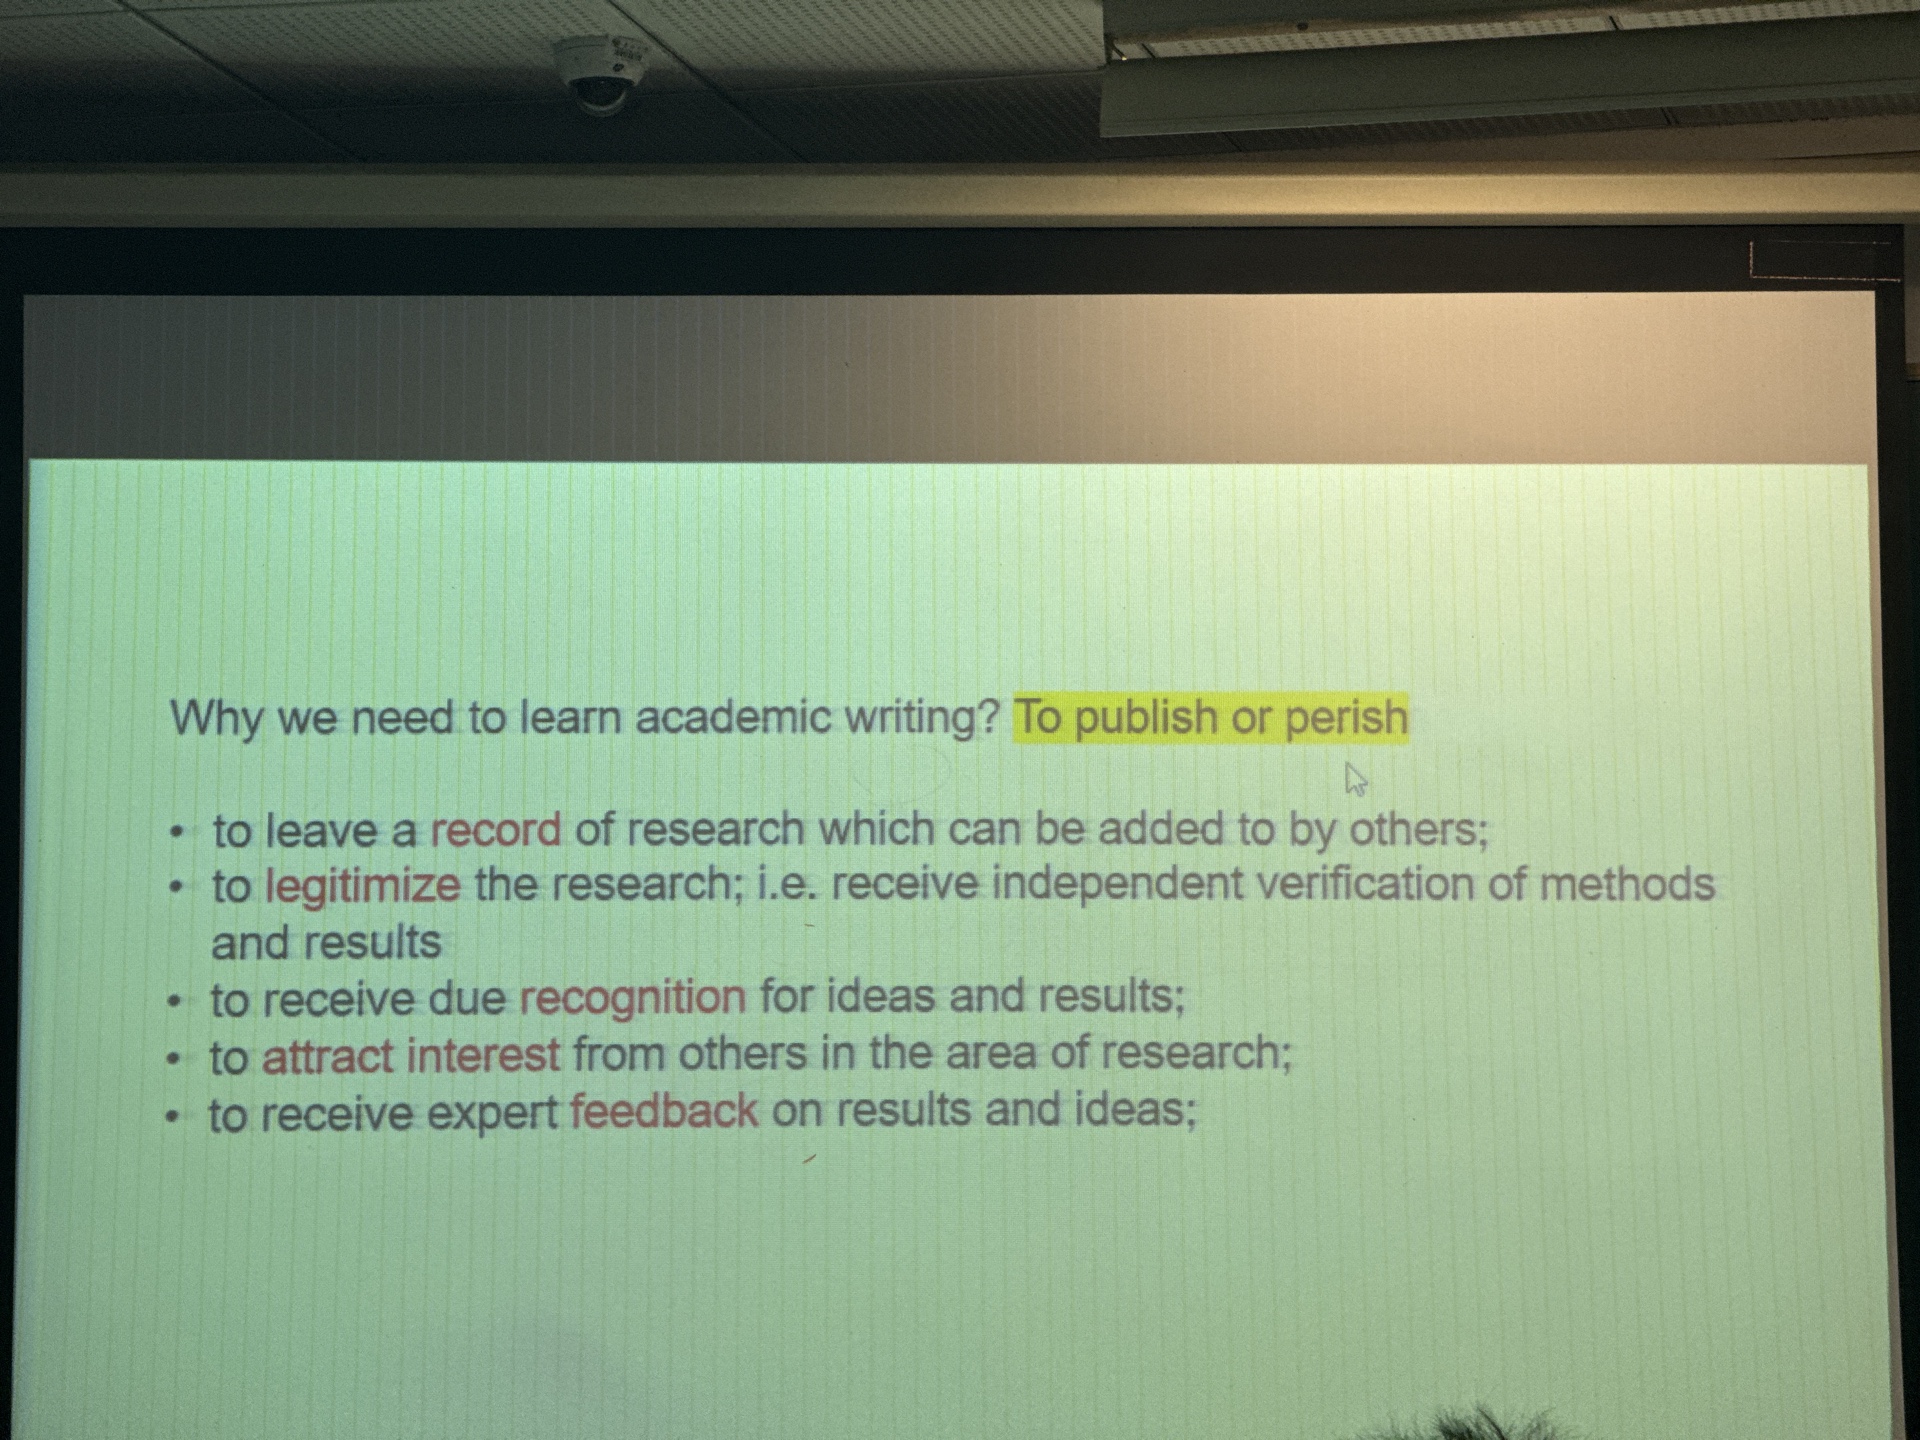 Why we need to learn academic writing? To publish or perish
• to leave a record of research which can be added to by others;
• to legitimize the research; i.e. receive independent verification of methods
and results
• to receive due recognition for ideas and results;
• to attract interest from others in the area of research;
• to receive expert feedback on results and ideas;